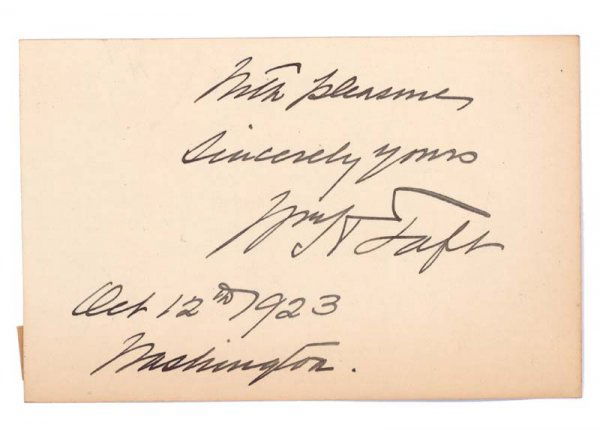 With pleasure
Sincerely yours
Wm H Taft
Oct 12th 1923
Washington.